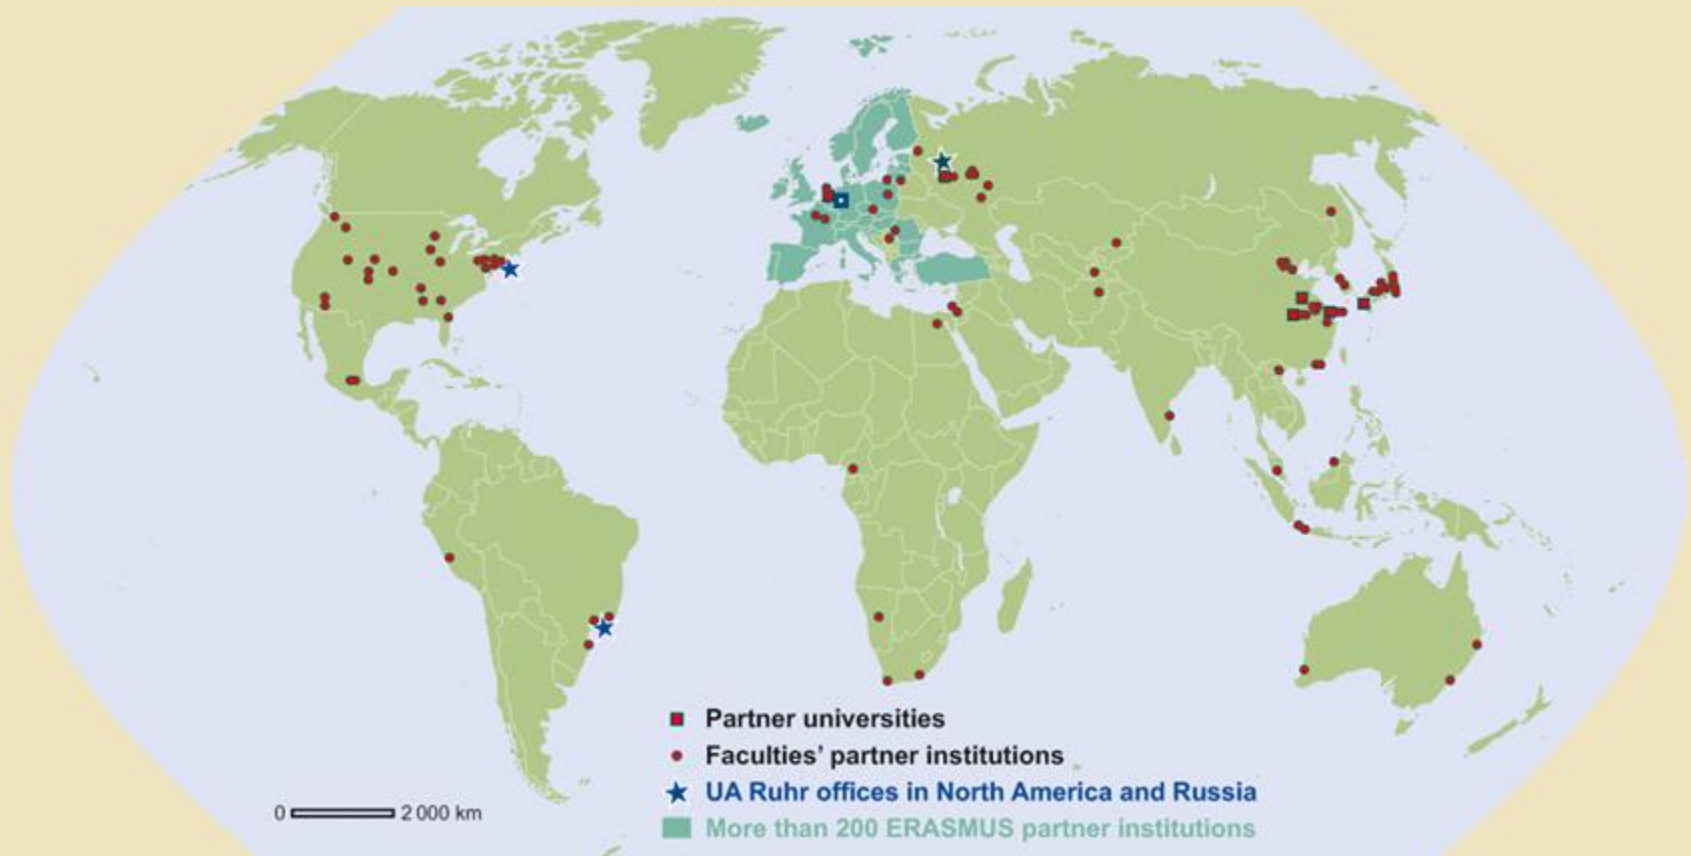 Partner universities
Faculties’ partner institutions
UA Ruhr offices in North America and Russia
More than 200 ERASMUS partner institutions
0 2 000 km